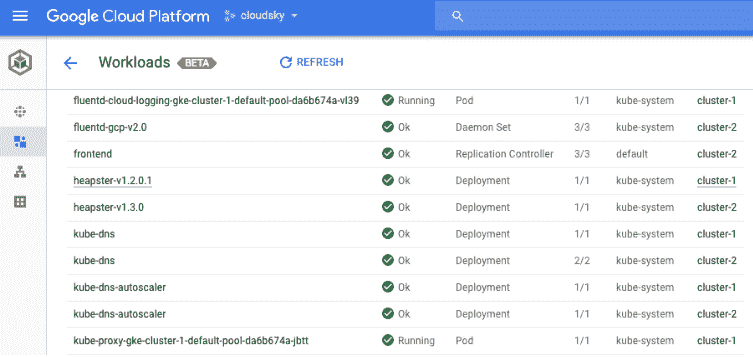 Google Cloud Platform cloudsky
Workloads BETA REFRESH
fluentd-cloud-logging-gke-cluster-1-default-pool-da6b674a-vl39 Running Pod 1/1 kube-system cluster-1
fluentd-gcp-v2.0 Ok Daemon Set 3/3 kube-system cluster-2
frontend Ok Replication Controller 3/3 default cluster-2
heapster-v1.2.0.1 Ok Deployment 1/1 kube-system cluster-1
heapster-v1.3.0 Ok Deployment 1/1 kube-system cluster-2
kube-dns Ok Deployment 1/1 kube-system cluster-1
kube-dns Ok Deployment 2/2 kube-system cluster-2
kube-dns-autoscaler Ok Deployment 1/1 kube-system cluster-1
kube-dns-autoscaler Ok Deployment 1/1 kube-system cluster-2
kube-proxy-gke-cluster-1-default-pool-da6b674a-jbtt Running Pod 1/1 kube-system cluster-1